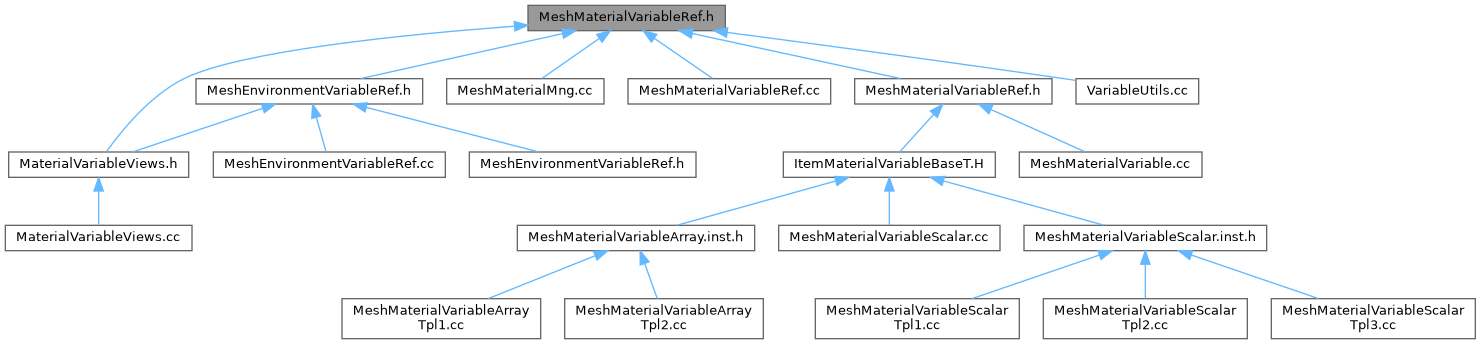 MeshMaterialVariableRef.h
MeshEnvironmentVariableRef.h
MeshMaterialMng.cc
MeshMaterialVariableRef.cc
MeshMaterialVariableRef.h
VariableUtils.cc
MaterialVariableViews.h
MeshEnvironmentVariableRef.cc
MeshEnvironmentVariableRef.h
ItemMaterialVariableBaseT.H
MeshMaterialVariable.cc
MaterialVariableViews.cc
MeshMaterialVariableArray.inst.h
MeshMaterialVariableScalar.cc
MeshMaterialVariableScalar.inst.h
MeshMaterialVariableArray
Tpl1.cc
MeshMaterialVariableArray
Tpl2.cc
MeshMaterialVariableScalar
Tpl1.cc
MeshMaterialVariableScalar
Tpl2.cc
MeshMaterialVariableScalar
Tpl3.cc